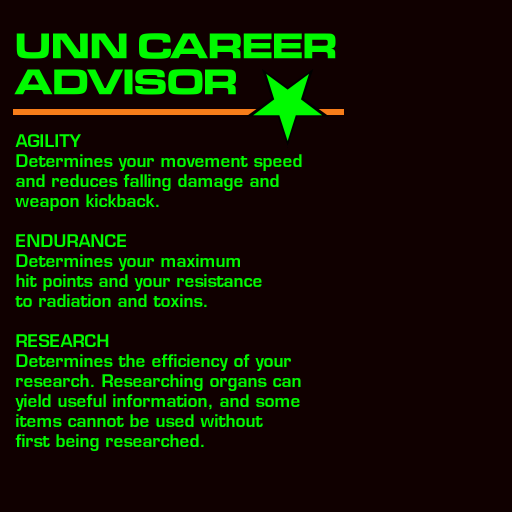 UNN CAREER
ADVISOR
AGILITY
Determines your movement speed
and reduces falling damage and
weapon kickback.
ENDURANCE
Determines your maximum
hit points and your resistance
to radiation and toxins.
RESEARCH
Determines the efficiency of your
research. Researching organs can
yield useful information, and some
items cannot be used without
first being researched.